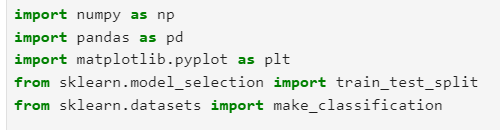 import numpy as np
import pandas as pd
import matplotlib.pyplot as plt
from sklearn.model_selection import train_test_split
from sklearn.datasets import make_classification